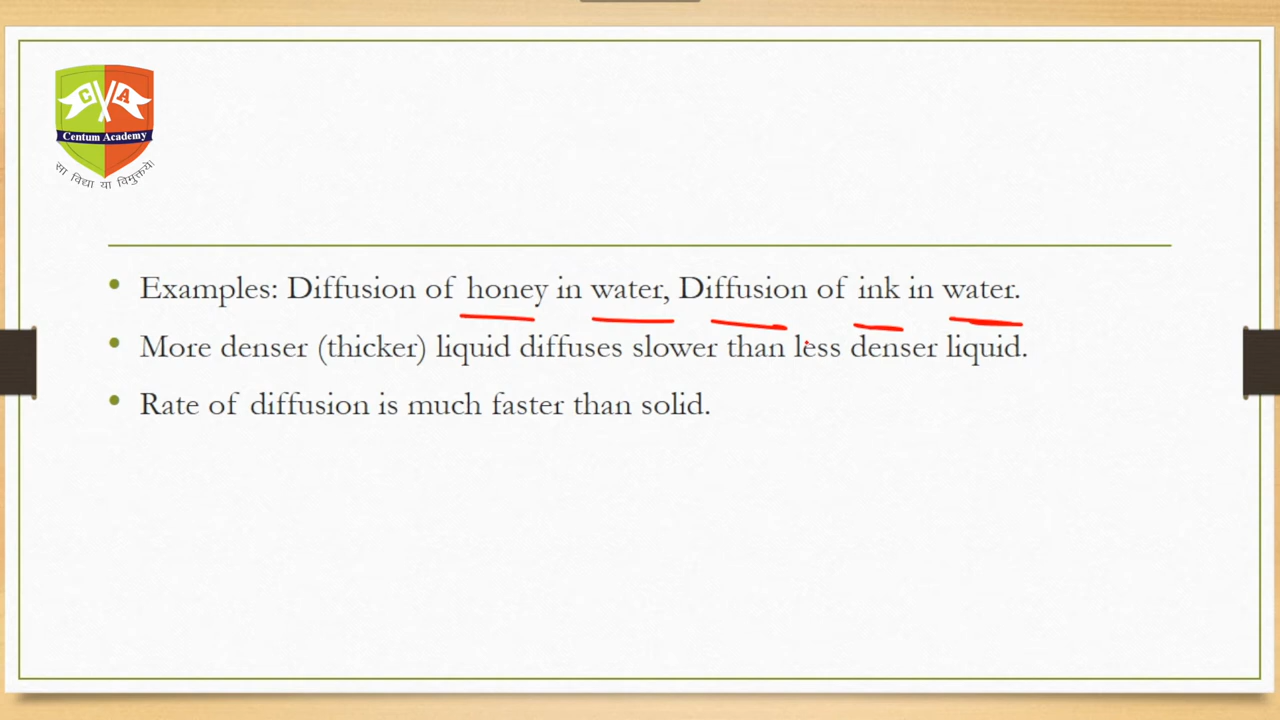 C A
Centum Academy
सा विद्या या विमुक्तये।
Examples: Diffusion of honey in water, Diffusion of ink in water.
More denser (thicker) liquid diffuses slower than less denser liquid.
Rate of diffusion is much faster than solid.